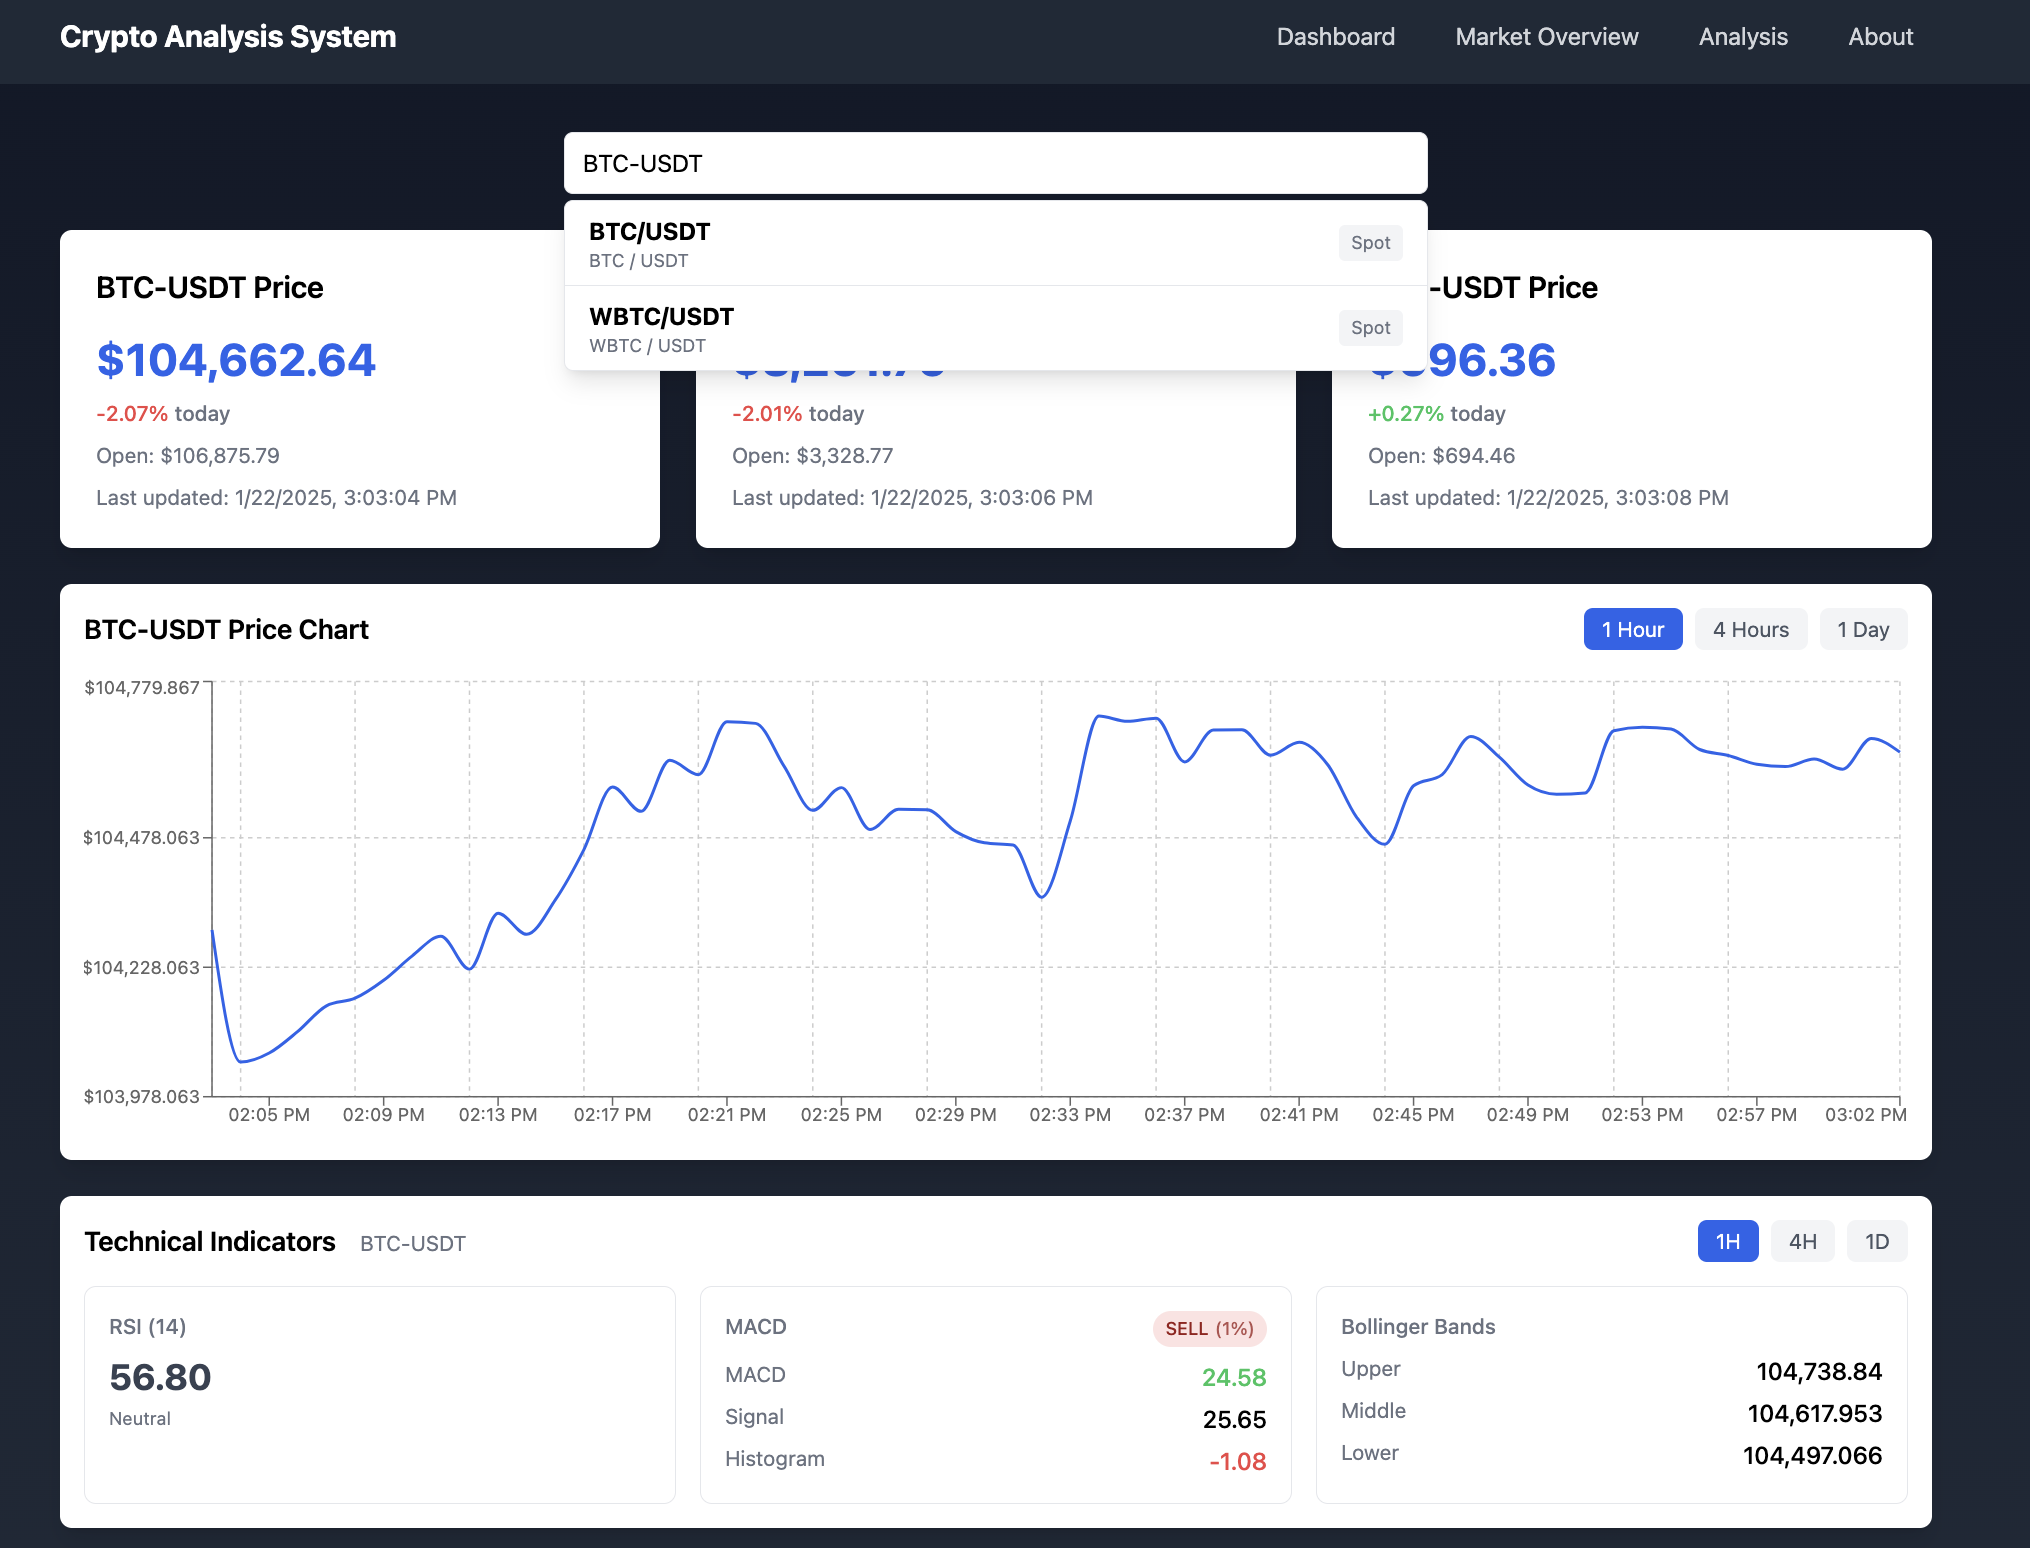 Crypto Analysis System
Dashboard
Market Overview
Analysis
About
BTC-USDT
BTC/USDT
BTC / USDT
Spot
WBTC/USDT
WBTC / USDT
Spot
BTC-USDT Price
$104,662.64
-2.07% today
Open: $106,875.79
Last updated: 1/22/2025, 3:03:04 PM
-2.01% today
Open: $3,328.77
Last updated: 1/22/2025, 3:03:06 PM
-USDT Price
96.36
+0.27% today
Open: $694.46
Last updated: 1/22/2025, 3:03:08 PM
BTC-USDT Price Chart
1 Hour
4 Hours
1 Day
$104,779.867
$104,478.063
$104,228.063
$103,978.063
02:05 PM
02:09 PM
02:13 PM
02:17 PM
02:21 PM
02:25 PM
02:29 PM
02:33 PM
02:37 PM
02:41 PM
02:45 PM
02:49 PM
02:53 PM
02:57 PM
03:02 PM
Technical Indicators
BTC-USDT
1H
4H
1D
RSI (14)
56.80
Neutral
MACD
SELL (1%)
MACD
24.58
Signal
25.65
Histogram
-1.08
Bollinger Bands
Upper
104,738.84
Middle
104,617.953
Lower
104,497.066